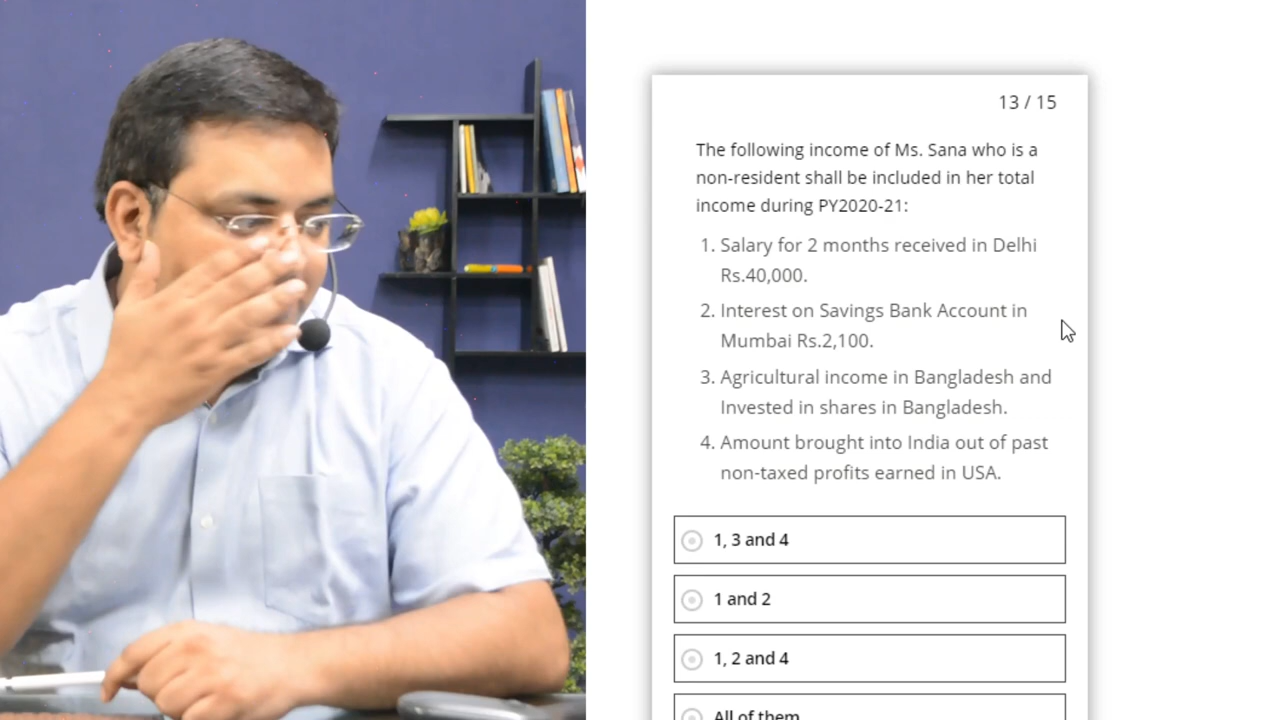 13 / 15
The following income of Ms. Sana who is a
non-resident shall be included in her total
income during PY2020-21:
1. Salary for 2 months received in Delhi
Rs.40,000.
2. Interest on Savings Bank Account in
Mumbai Rs.2,100.
3. Agricultural income in Bangladesh and
Invested in shares in Bangladesh.
4. Amount brought into India out of past
non-taxed profits earned in USA.
1, 3 and 4
1 and 2
1, 2 and 4
All of them